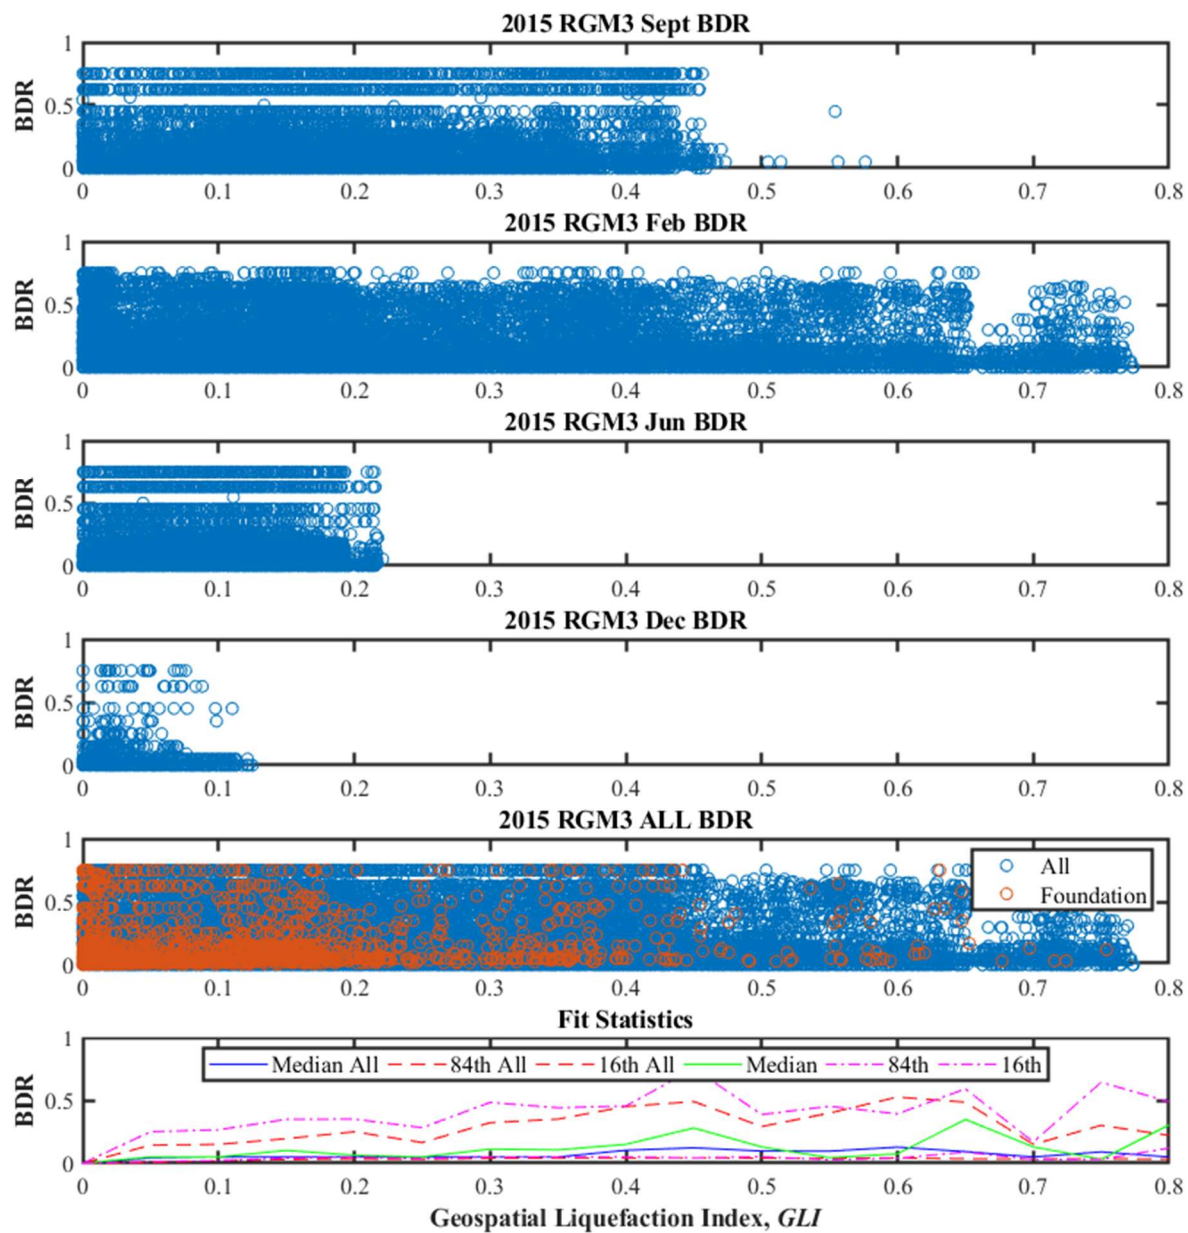 2015 RGM3 Sept BDR
1
0.5
0
BDR
0 0.1 0.2 0.3 0.4 0.5 0.6 0.7 0.8
2015 RGM3 Feb BDR
1
0.5
0
BDR
0 0.1 0.2 0.3 0.4 0.5 0.6 0.7 0.8
2015 RGM3 Jun BDR
1
0.5
0
BDR
0 0.1 0.2 0.3 0.4 0.5 0.6 0.7 0.8
2015 RGM3 Dec BDR
1
0.5
0
BDR
0 0.1 0.2 0.3 0.4 0.5 0.6 0.7 0.8
2015 RGM3 ALL BDR
1
0.5
0
BDR
All
Foundation
0 0.1 0.2 0.3 0.4 0.5 0.6 0.7 0.8
Fit Statistics
1
0.5
0
BDR
Median All 84th All 16th All Median 84th 16th
0 0.1 0.2 0.3 0.4 0.5 0.6 0.7 0.8
Geospatial Liquefaction Index, GLI